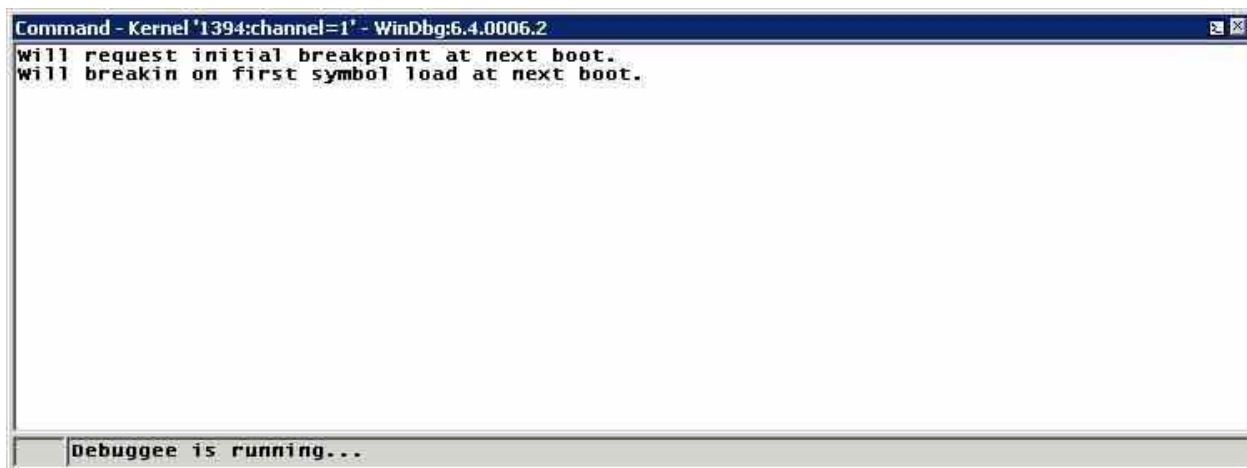 Command - Kernel '1394:channel=1' - WinDbg:6.4.0006.2
Will request initial breakpoint at next boot.
Will breakin on first symbol load at next boot.
Debuggee is running...